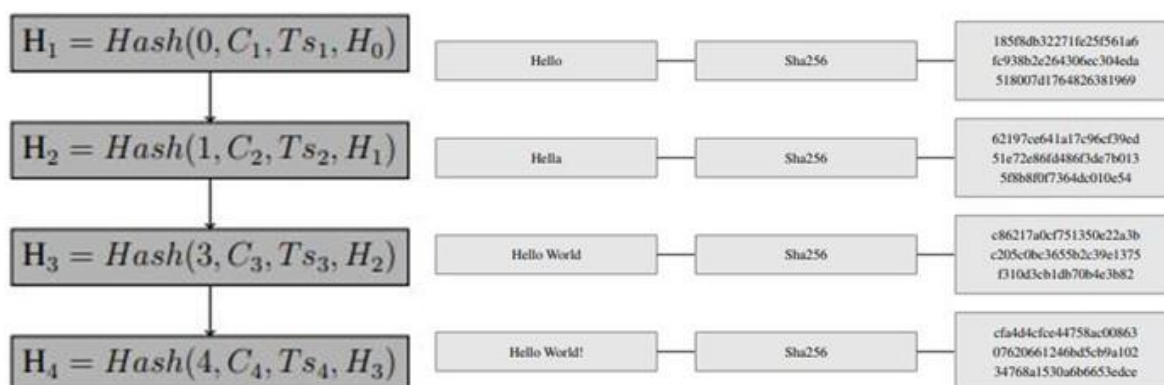 H₁ = Hash(0, C₁, Ts₁, H₀)
H₂ = Hash(1, C₂, Ts₂, H₁)
H₃ = Hash(3, C₃, Ts₃, H₂)
H₄ = Hash(4, C₄, Ts₄, H₃)
Hello
Sha256
185f8db32271fe25f561a6
fc938b2e264306ec304eda
518007d1764826381969
Hella
Sha256
62197ce641a17c96cf39ed
51e72e86fd486f3de7b013
5f8b8f0f7364dc010e54
Hello World
Sha256
c86217a0cf751350e22a3b
c205c0bc3655b2c39e1375
f310d3cb1db70b4e3b82
Hello World!
Sha256
cfa4d4cfce44758ac00863
07620661246bd5cb9a102
34768a1530a6b6653edce